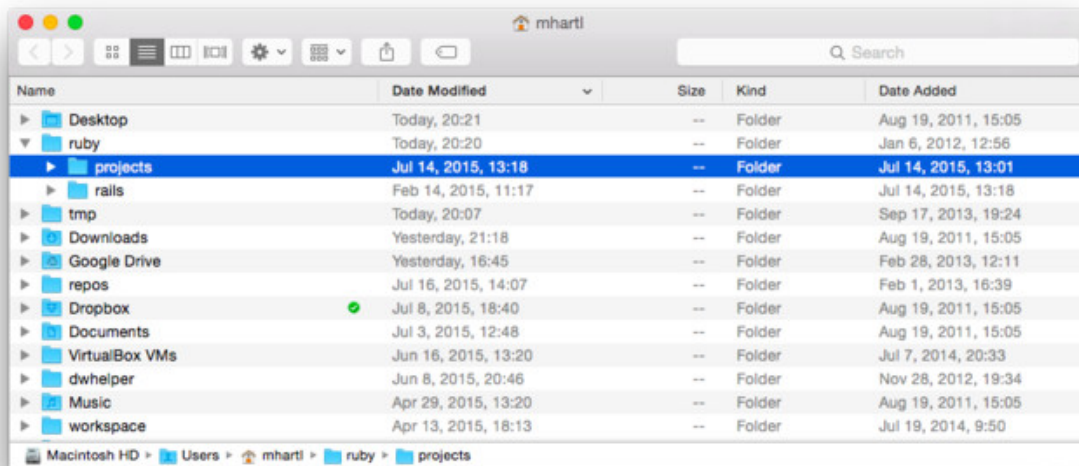 mhartl
Search
Name Date Modified Size Kind Date Added
Desktop Today, 20:21 -- Folder Aug 19, 2011, 15:05
ruby Today, 20:20 -- Folder Jan 6, 2012, 12:56
projects Jul 14, 2015, 13:18 -- Folder Jul 14, 2015, 13:01
rails Feb 14, 2015, 11:17 -- Folder Jul 14, 2015, 13:18
tmp Today, 20:07 -- Folder Sep 17, 2013, 19:24
Downloads Yesterday, 21:18 -- Folder Aug 19, 2011, 15:05
Google Drive Yesterday, 16:45 -- Folder Feb 28, 2013, 12:11
repos Jul 16, 2015, 14:07 -- Folder Feb 1, 2013, 16:39
Dropbox Jul 8, 2015, 18:40 -- Folder Aug 19, 2011, 15:05
Documents Jul 3, 2015, 12:48 -- Folder Aug 19, 2011, 15:05
VirtualBox VMs Jun 16, 2015, 13:20 -- Folder Jul 7, 2014, 20:33
dwhelper Jun 8, 2015, 20:46 -- Folder Nov 28, 2012, 19:34
Music Apr 29, 2015, 13:20 -- Folder Aug 19, 2011, 15:05
workspace Apr 13, 2015, 18:13 -- Folder Jul 19, 2014, 9:50
Macintosh HD Users mhartl ruby projects